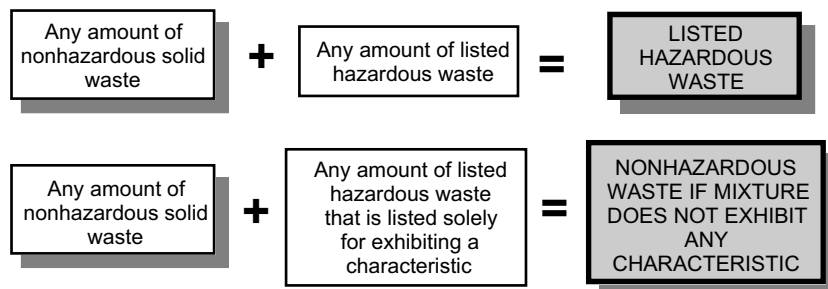 Any amount of
nonhazardous solid
waste
+
Any amount of listed
hazardous waste
=
LISTED
HAZARDOUS
WASTE
Any amount of
nonhazardous solid
waste
+
Any amount of listed
hazardous waste
that is listed solely
for exhibiting a
characteristic
=
NONHAZARDOUS
WASTE IF MIXTURE
DOES NOT EXHIBIT
ANY
CHARACTERISTIC